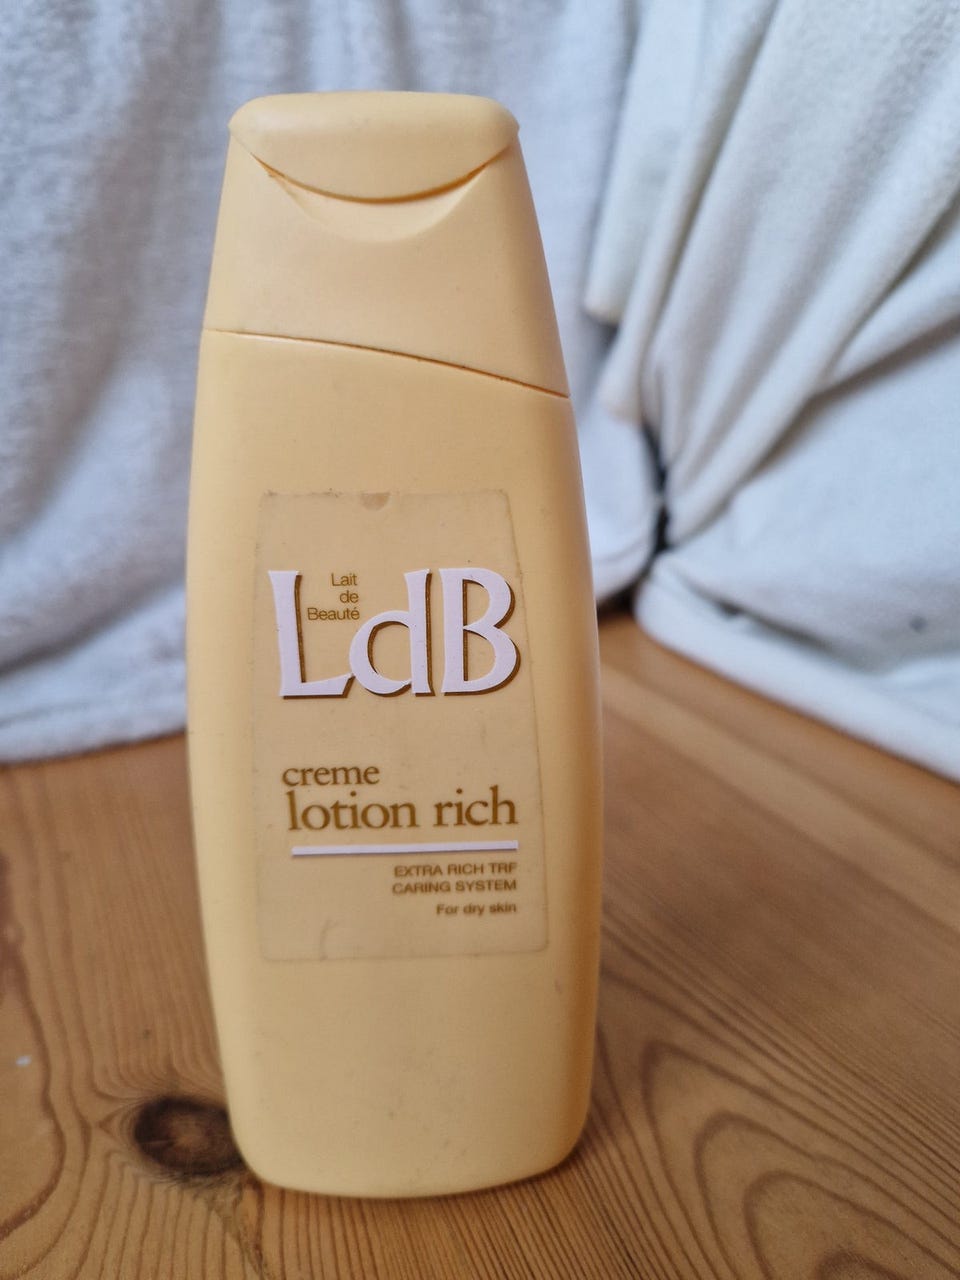 Lait
de
Beauté
LdB
creme
lotion rich
EXTRA RICH TRF
CARING SYSTEM
For dry skin